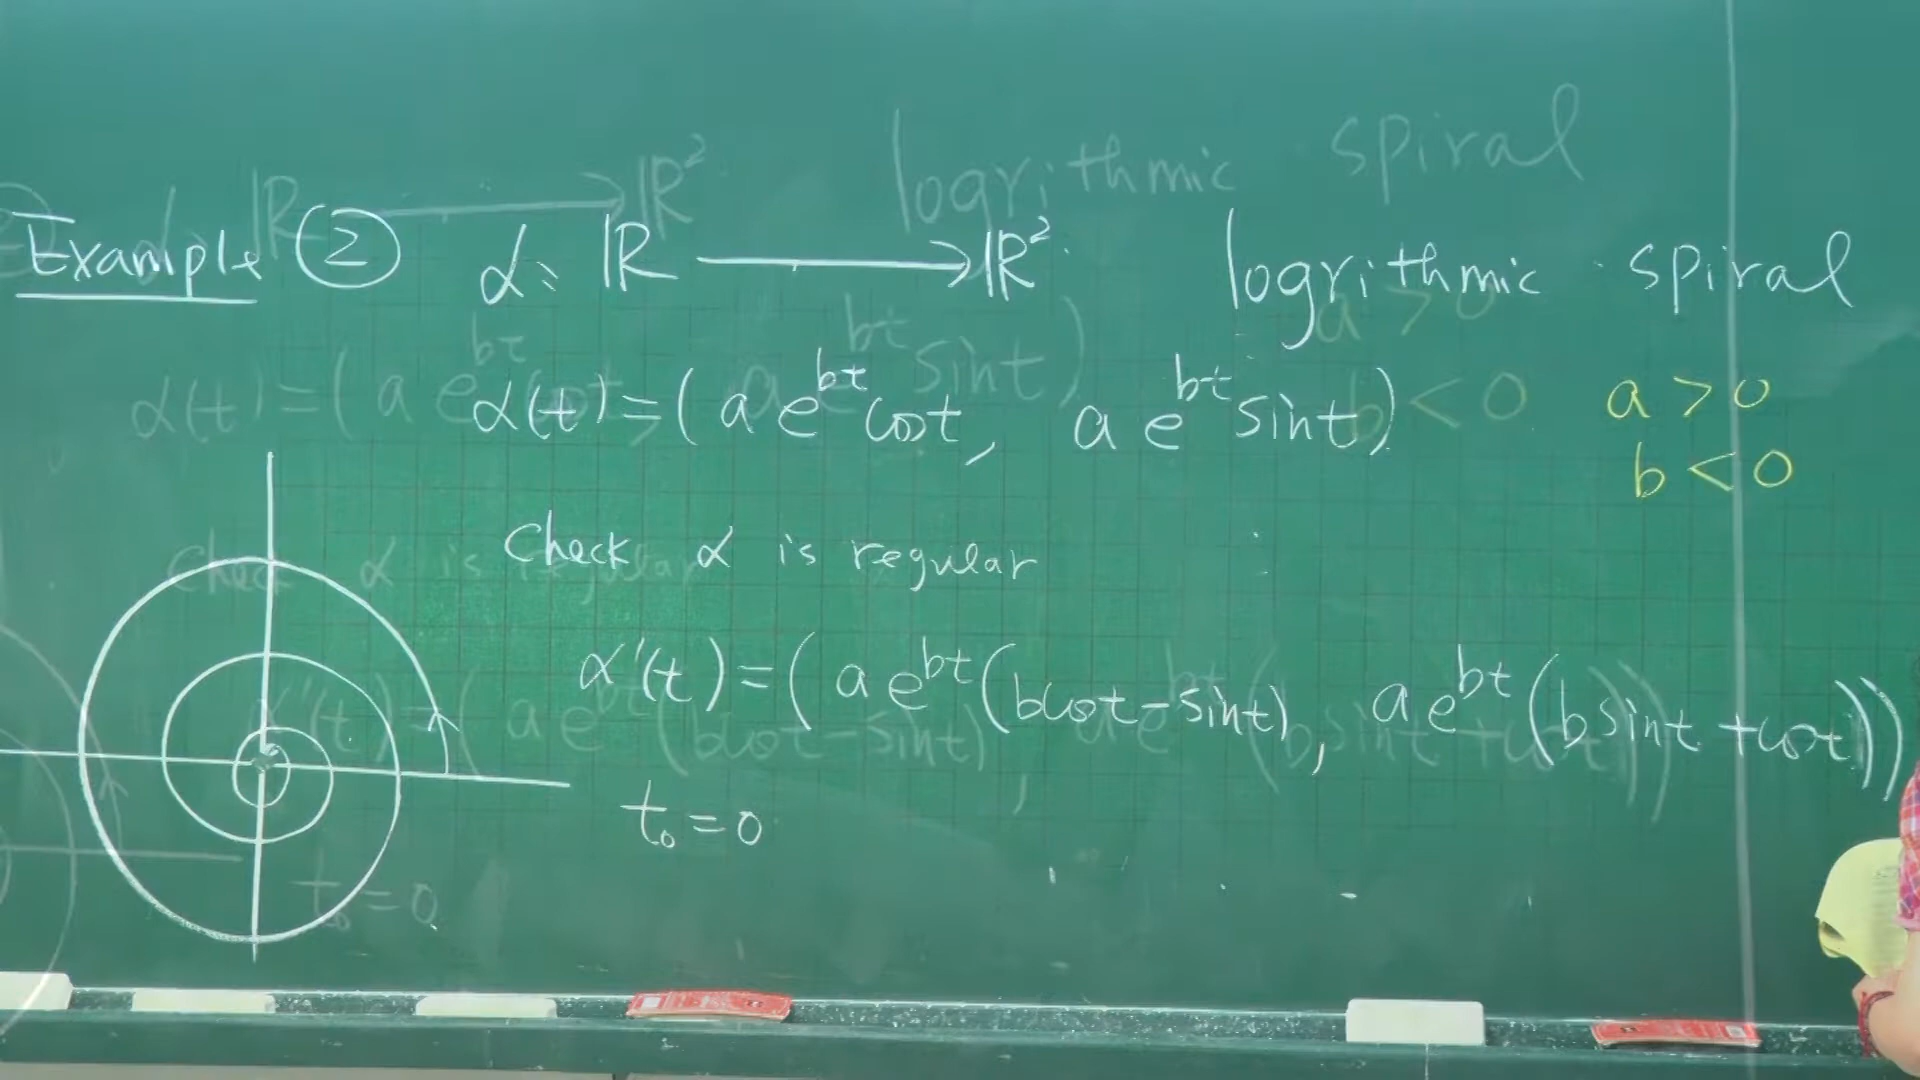 Example ② α: ℝ ⟶ ℝ² logrithmic spiral
α(t) = (a e^{bt} cos t, a e^{bt} sin t) a > 0
b < 0
Check α is regular
α'(t) = (a e^{bt}(b cos t - sin t), a e^{bt}(b sin t + cos t))
t₀ = 0